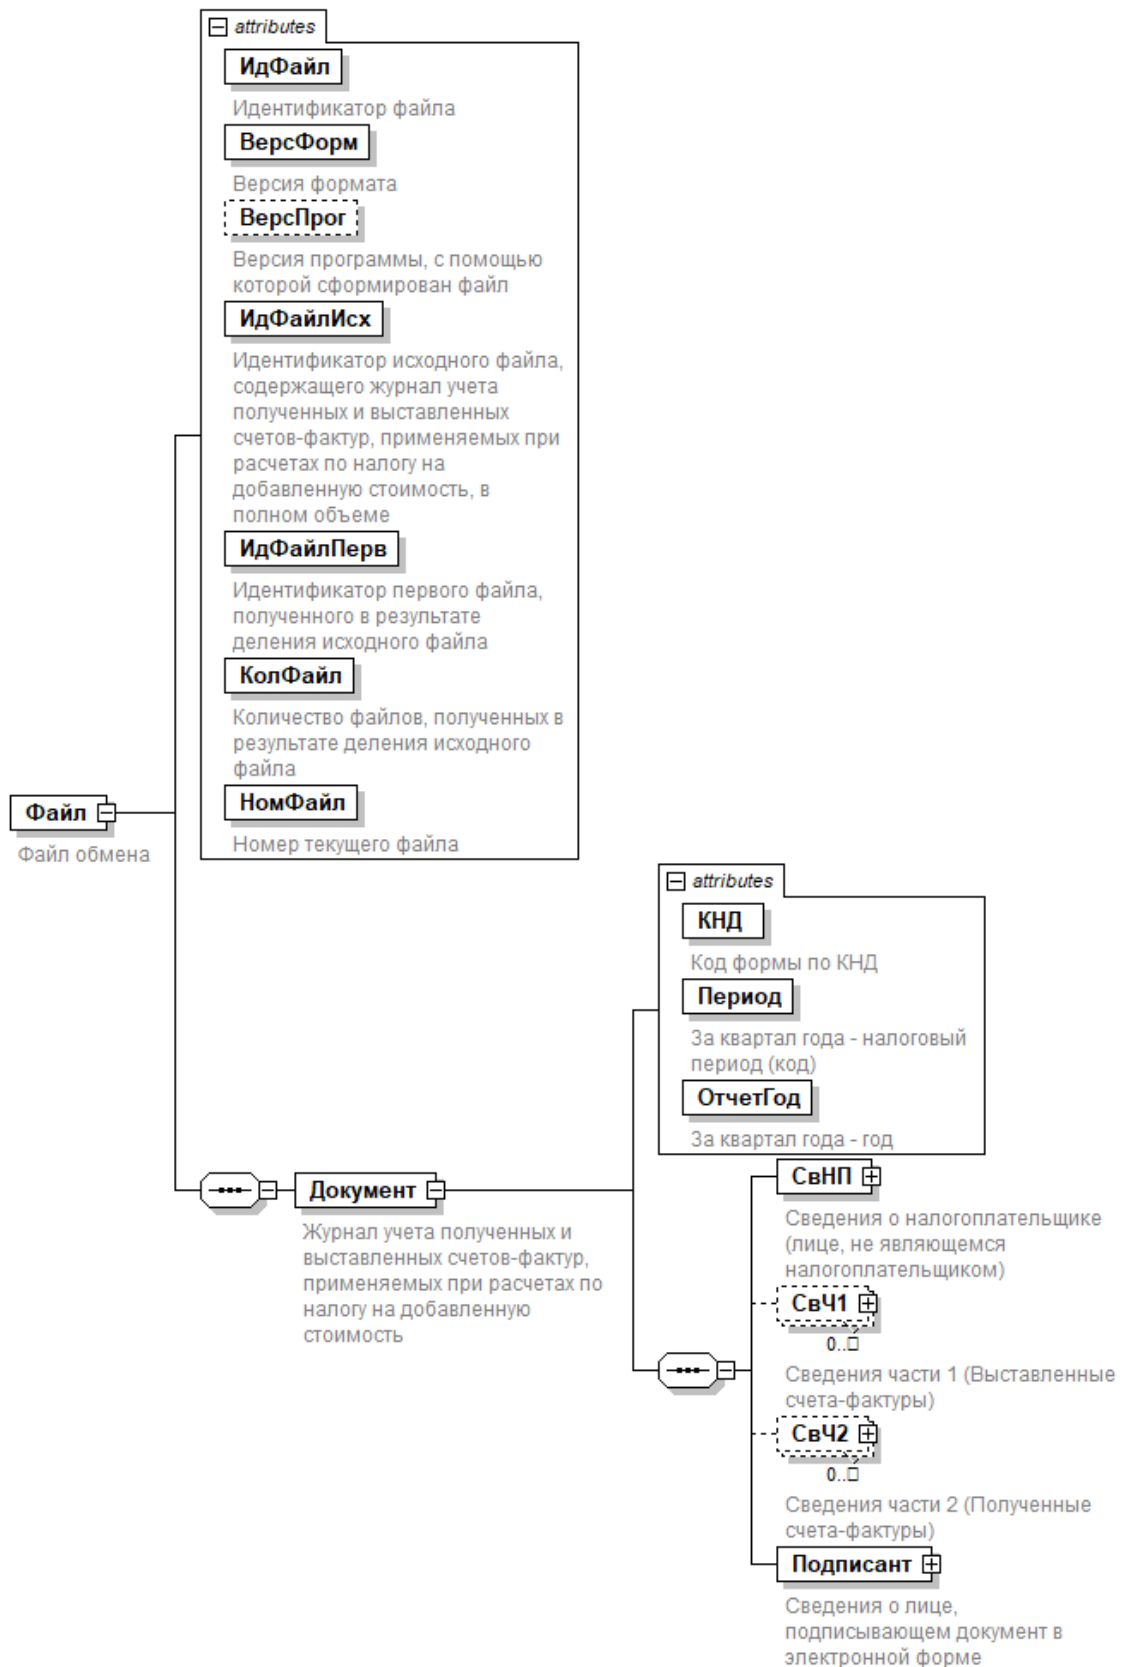 attributes
ИдФайл
Идентификатор файла
ВерсФорм
Версия формата
ВерсПрог
Версия программы, с помощью
которой сформирован файл
ИдФайлИсх
Идентификатор исходного файла,
содержащего журнал учета
полученных и выставленных
счетов-фактур, применяемых при
расчетах по налогу на
добавленную стоимость, в
полном объеме
ИдФайлПерв
Идентификатор первого файла,
полученного в результате
деления исходного файла
КолФайл
Количество файлов, полученных в
результате деления исходного
файла
НомФайл
Номер текущего файла
Файл
Файл обмена
attributes
КНД
Код формы по КНД
Период
За квартал года - налоговый
период (код)
ОтчетГод
За квартал года - год
Документ
Журнал учета полученных и
выставленных счетов-фактур,
применяемых при расчетах по
налогу на добавленную
стоимость
СвНП
Сведения о налогоплательщике
(лице, не являющемся
налогоплательщиком)
СвЧ1
0..□
Сведения части 1 (Выставленные
счета-фактуры)
СвЧ2
0..□
Сведения части 2 (Полученные
счета-фактуры)
Подписант
Сведения о лице,
подписывающем документ в
электронной форме